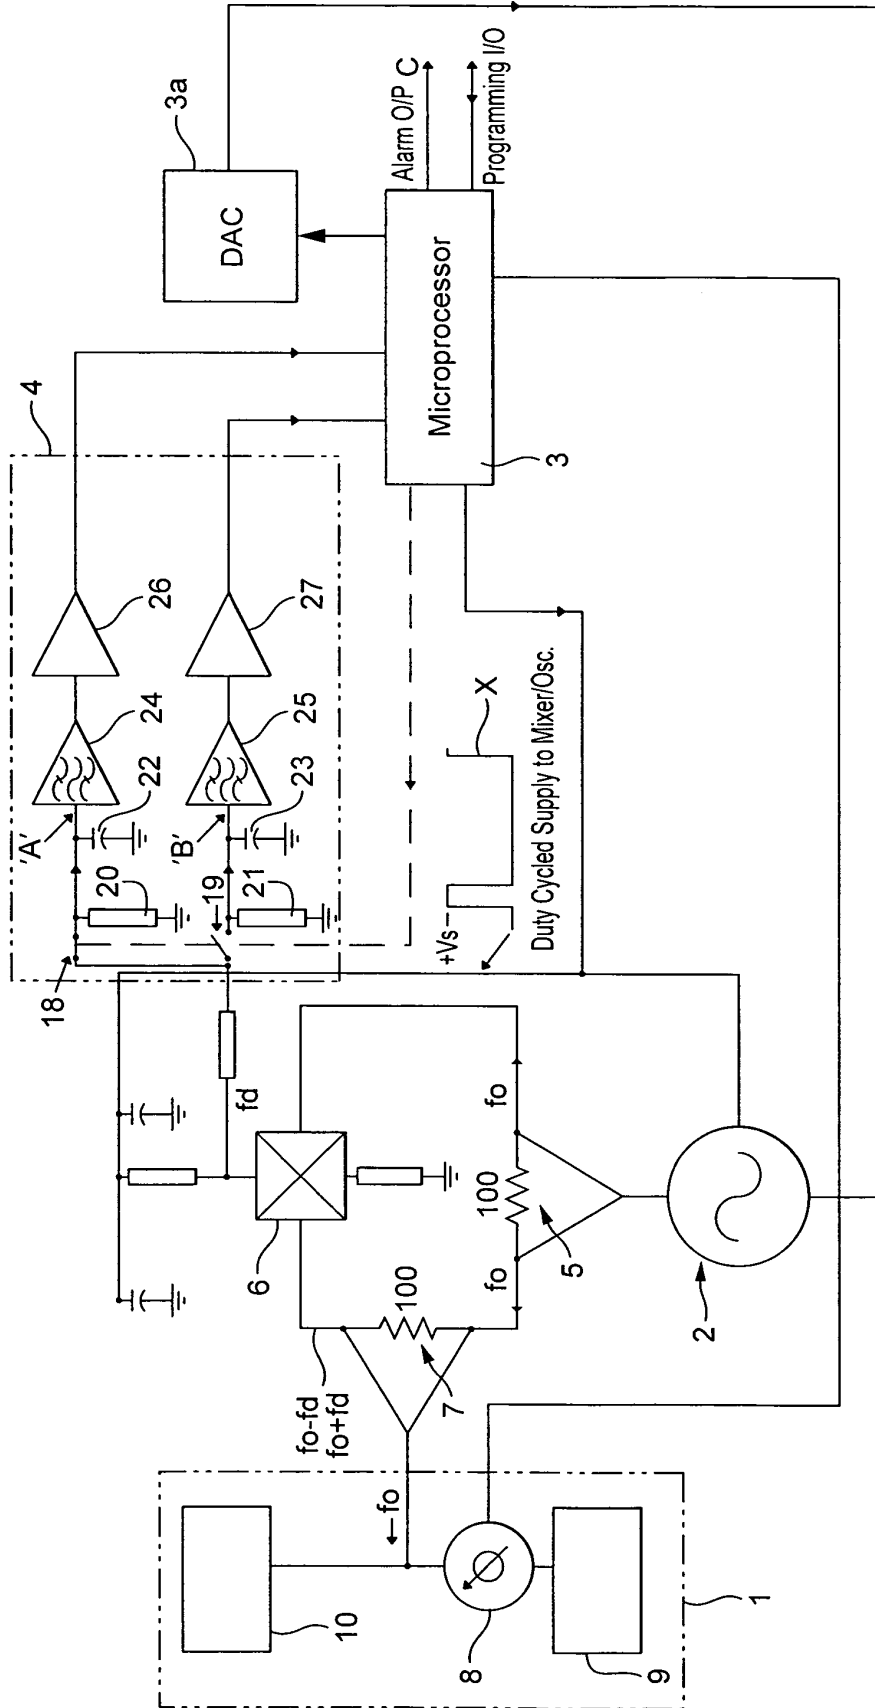 3a
DAC
Alarm O/P C
Programming I/O
Microprocessor
3
4
26
27
24
25
22
23
'A'
'B'
20
21
19
18
X
+Vs
Duty Cycled Supply to Mixer/Osc.
fd
6
fo
100
5
fo
2
100
7
fo-fd
fo+fd
fo
10
8
9
1